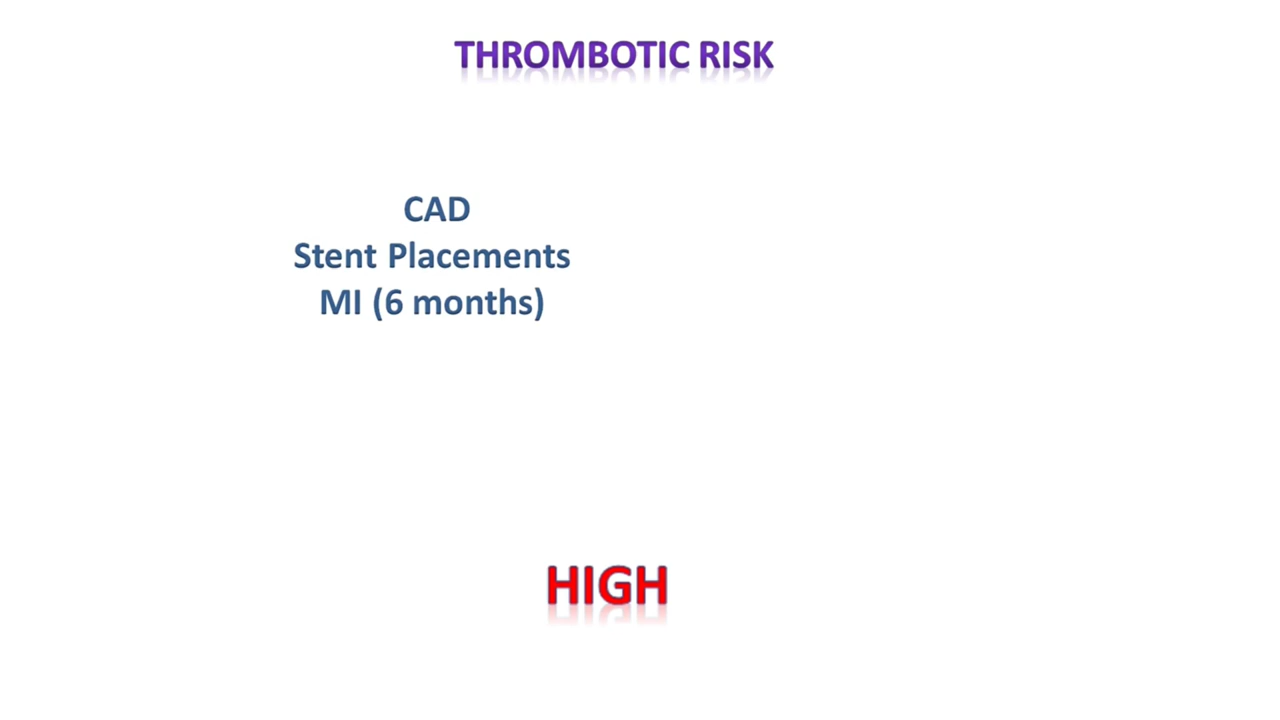 THROMBOTIC RISK
CAD
Stent Placements
MI (6 months)
HIGH